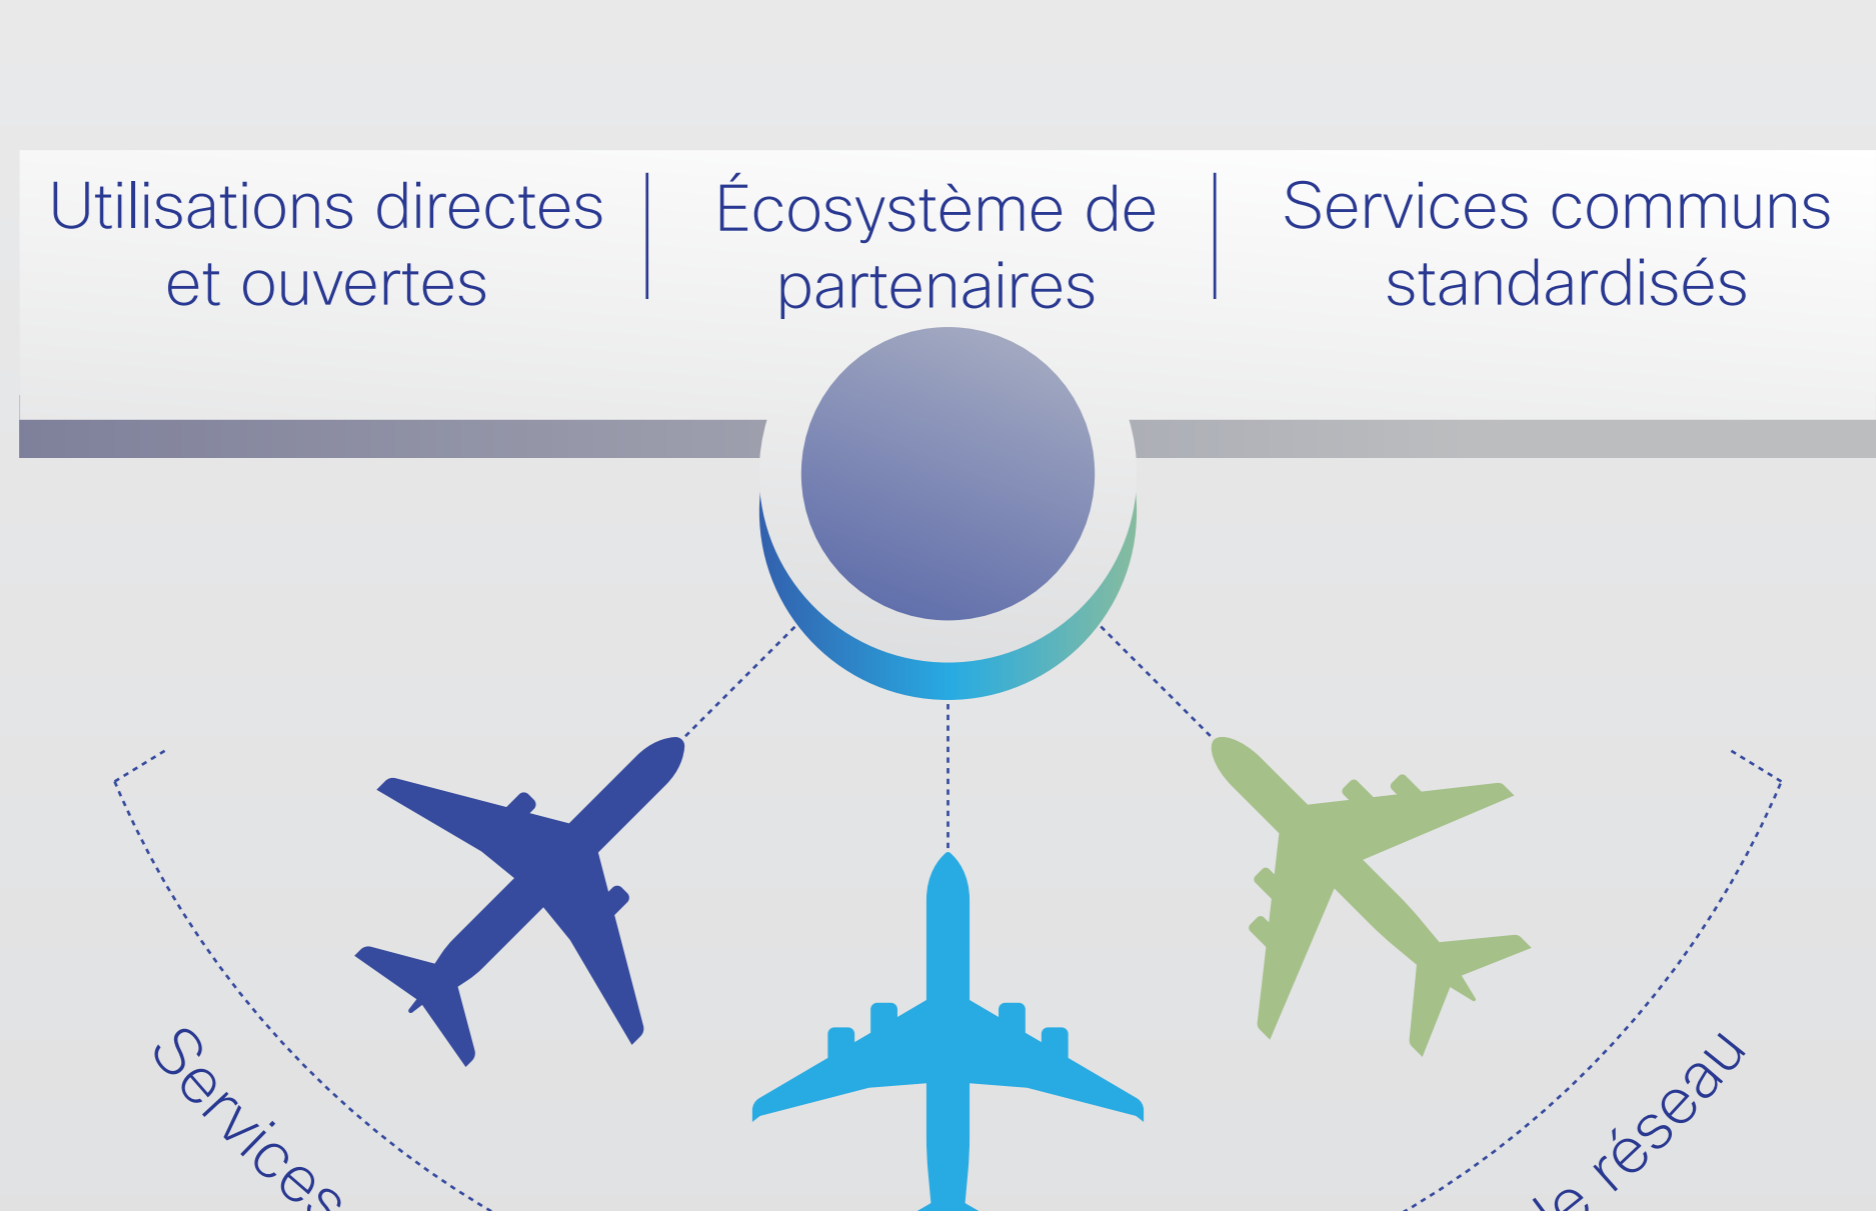 Utilisations directes
et ouvertes
Écosystème de
partenaires
Services communs
standardisés
Services
réseau